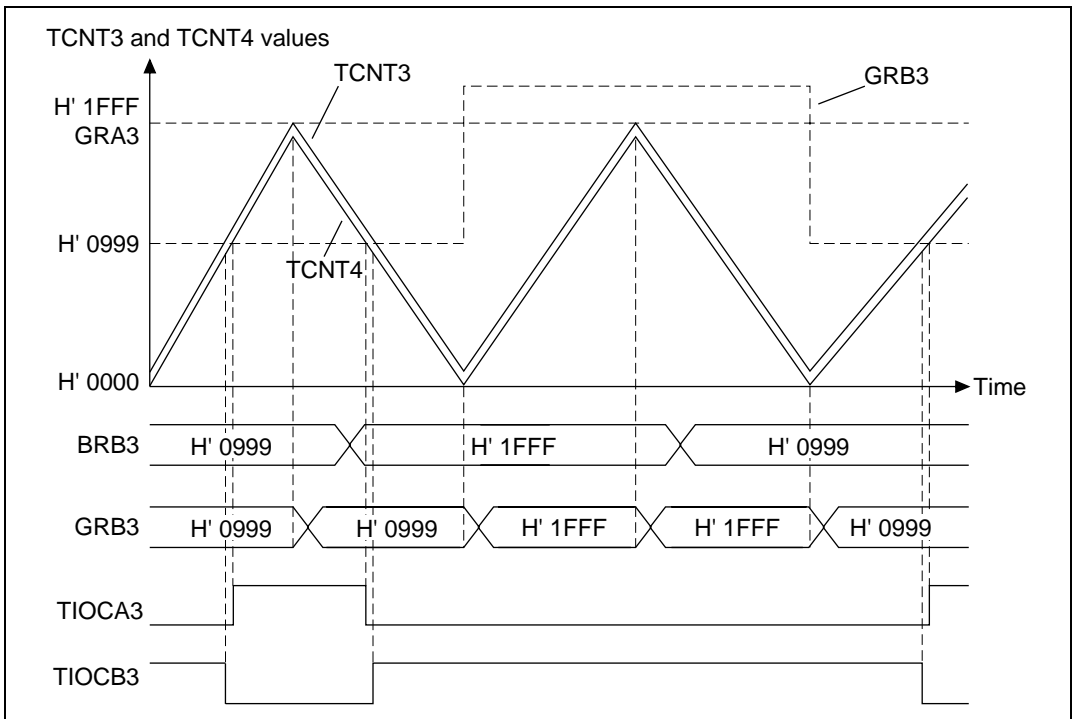 TCNT3 and TCNT4 values
TCNT3
GRB3
H' 1FFF
GRA3
H' 0999
TCNT4
H' 0000
Time
BRB3
H' 0999
H' 1FFF
H' 0999
GRB3
H' 0999
H' 0999
H' 1FFF
H' 1FFF
H' 0999
TIOCA3
TIOCB3